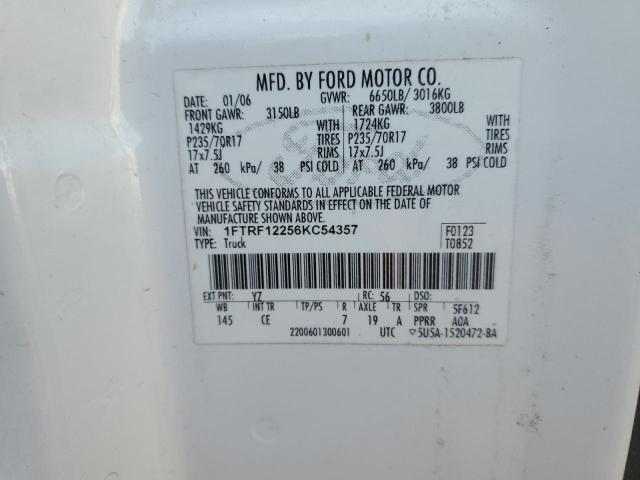 MFD. BY FORD MOTOR CO.
DATE: 01/06 GVWR: 6650LB/ 3016KG
FRONT GAWR: 3150LB REAR GAWR: 3800LB
1429KG WITH 1724KG WITH
P235/70R17 TIRES P235/70R17 TIRES
17x7.5J RIMS 17x7.5J RIMS
AT 260 kPa/ 38 PSI COLD AT 260 kPa/ 38 PSI COLD
THIS VEHICLE CONFORMS TO ALL APPLICABLE FEDERAL MOTOR
VEHICLE SAFETY STANDARDS IN EFFECT ON THE DATE OF
MANUFACTURE SHOWN ABOVE.
VIN: 1FTRF12256KC54357 F0123
TYPE: Truck T0852
EXT PNT: YZ RC: 56 DSO:
WB INT TR TP/PS R AXLE TR SPR 5F612
145 CE 7 19 A PPRR AOA
2200601300601 UTC ▽5U5A-1520472-BA